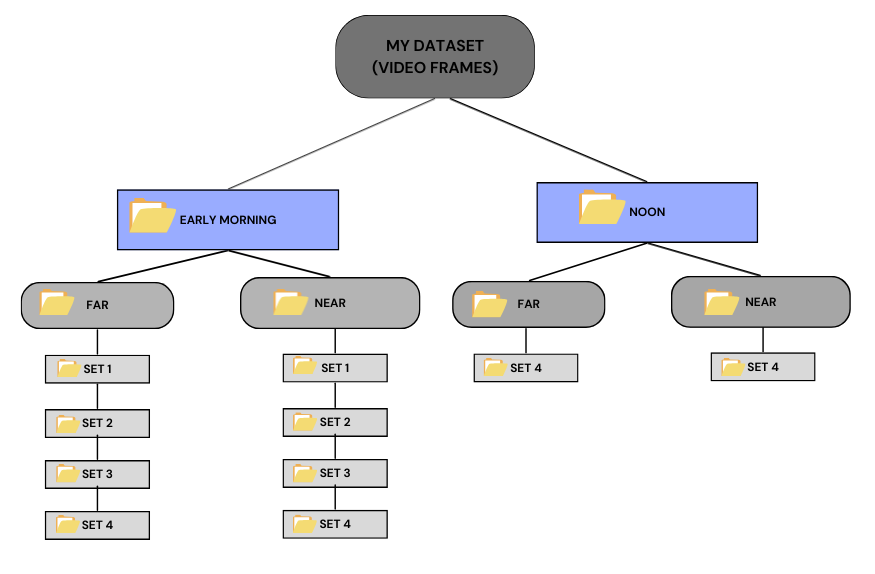 MY DATASET
(VIDEO FRAMES)
EARLY MORNING
NOON
FAR
NEAR
FAR
NEAR
SET 1
SET 1
SET 4
SET 4
SET 2
SET 2
SET 3
SET 3
SET 4
SET 4